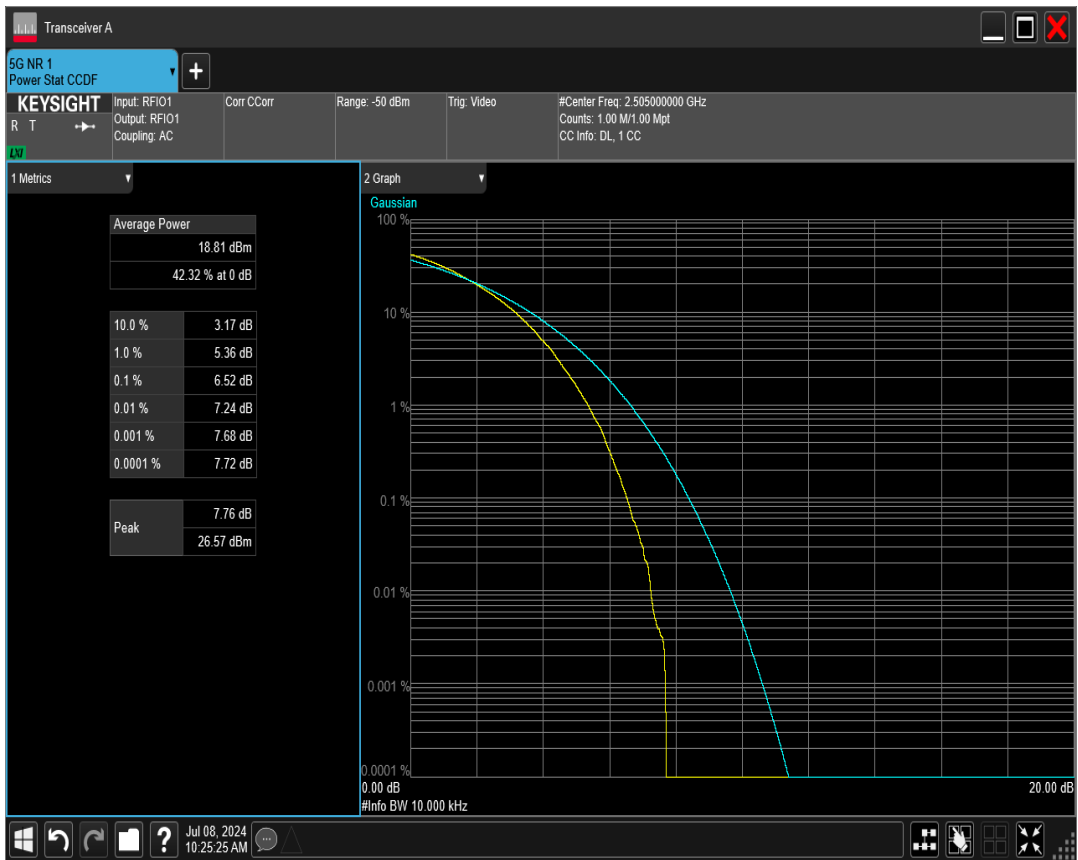 Transceiver A
5G NR 1
Power Stat CCDF
+
KEYSIGHT
R T
LXI
Input: RFIO1
Output: RFIO1
Coupling: AC
Corr CCorr
Range: -50 dBm
Trig: Video
#Center Freq: 2.505000000 GHz
Counts: 1.00 M/1.00 Mpt
CC Info: DL, 1 CC
1 Metrics
Average Power
18.81 dBm
42.32 % at 0 dB
10.0 % 3.17 dB
1.0 % 5.36 dB
0.1 % 6.52 dB
0.01 % 7.24 dB
0.001 % 7.68 dB
0.0001 % 7.72 dB
Peak
7.76 dB
26.57 dBm
2 Graph
Gaussian
100 %
10 %
1 %
0.1 %
0.01 %
0.001 %
0.0001 %
0.00 dB 20.00 dB
#Info BW 10.000 kHz
?
Jul 08, 2024
10:25:25 AM